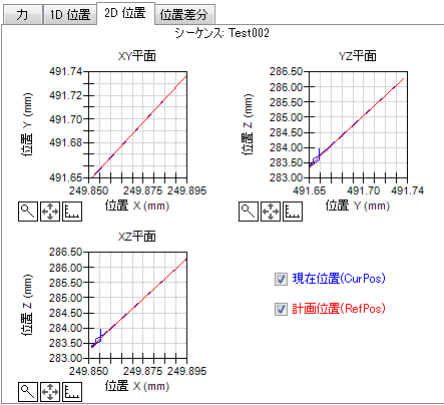 力 1D 位置 2D 位置 位置差分
シーケンス: Test002
XY平面
491.74
491.72
491.70
491.68
491.65
位置 Y (mm)
249.850 249.875 249.895
位置 X (mm)
YZ平面
286.50
286.00
285.50
285.00
284.50
284.00
283.50
283.00
位置 Z (mm)
491.65 491.70 491.74
位置 Y (mm)
XZ平面
286.50
286.00
285.50
285.00
284.50
284.00
283.50
283.00
位置 Z (mm)
249.850 249.875 249.895
位置 X (mm)
現在位置(CurPos)
計画位置(RefPos)